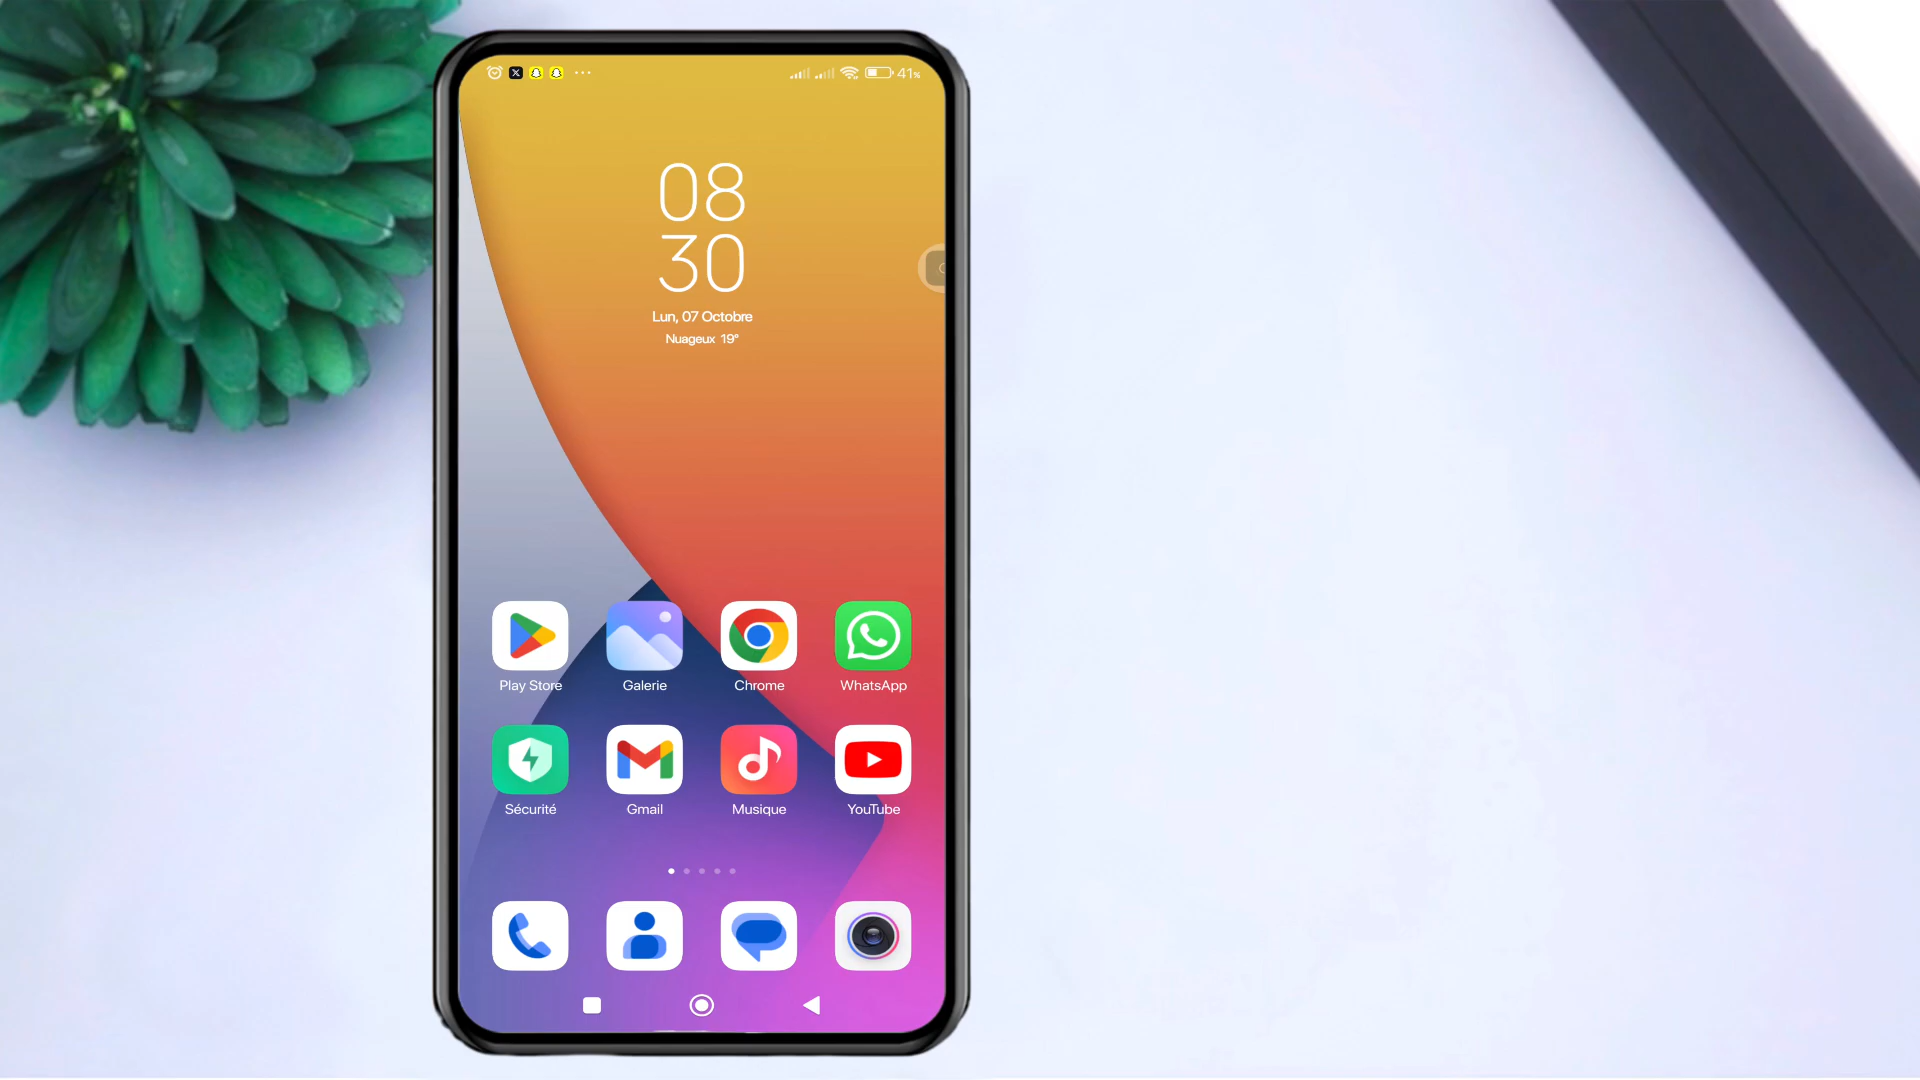 41%
08
30
Lun, 07 Octobre
Nuageux 19°
Play Store
Galerie
Chrome
WhatsApp
Sécurité
Gmail
Musique
YouTube